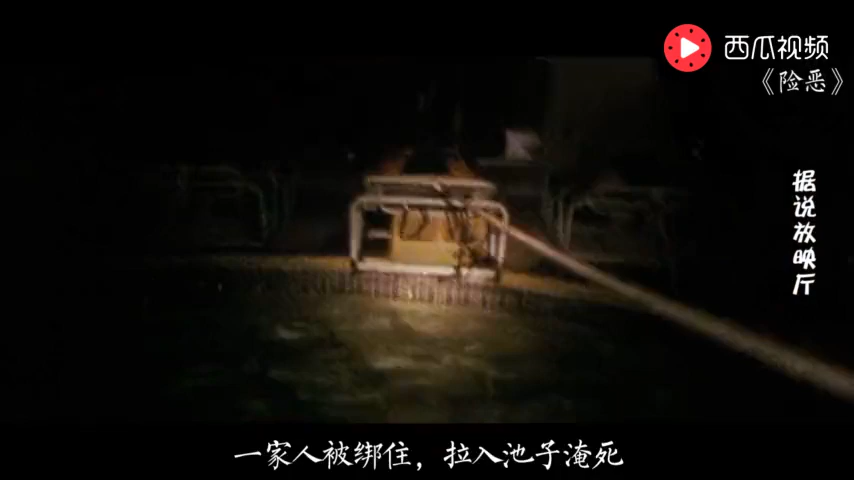 西瓜视频
《险恶》
据说放映厅
一家人被绑住，拉入池子淹死